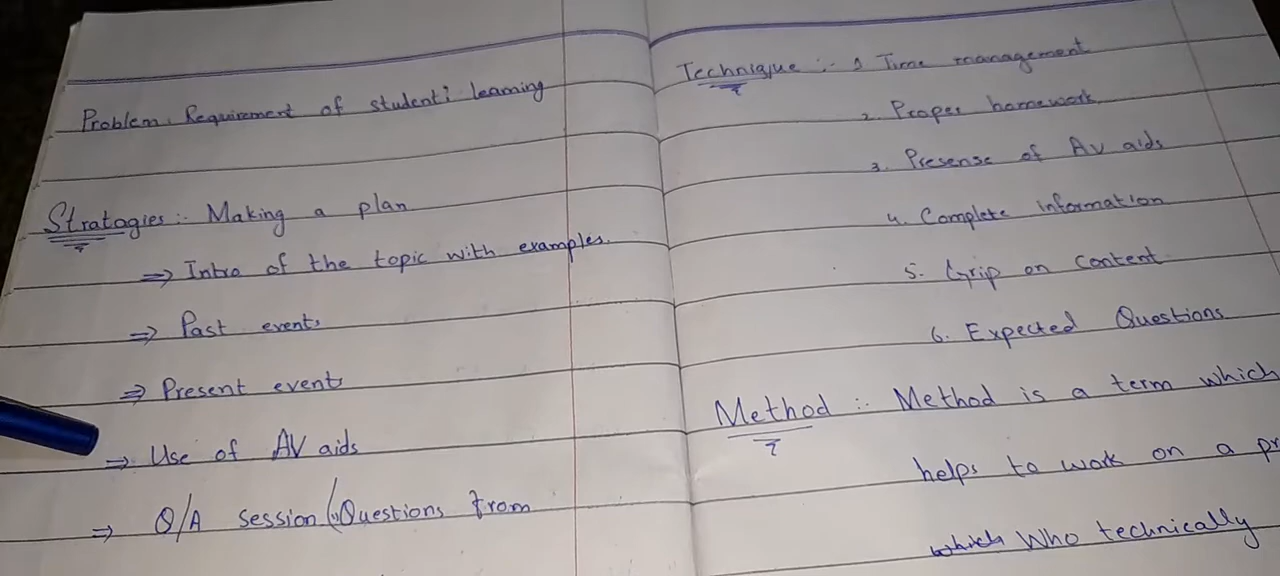 Problem. Requirement of student's learning
Stratogies :- Making a plan
⇒ Intro of the topic with examples.
⇒ Past events
⇒ Present events
⇒ Use of AV aids
⇒ Q/A session (Questions from
Technique :- 1 Time management
2. Proper homework
3. Presense of AV aids
4. Complete information
5. Grip on content
6. Expected Questions
Method :- Method is a term which
helps to work on a
Who technically